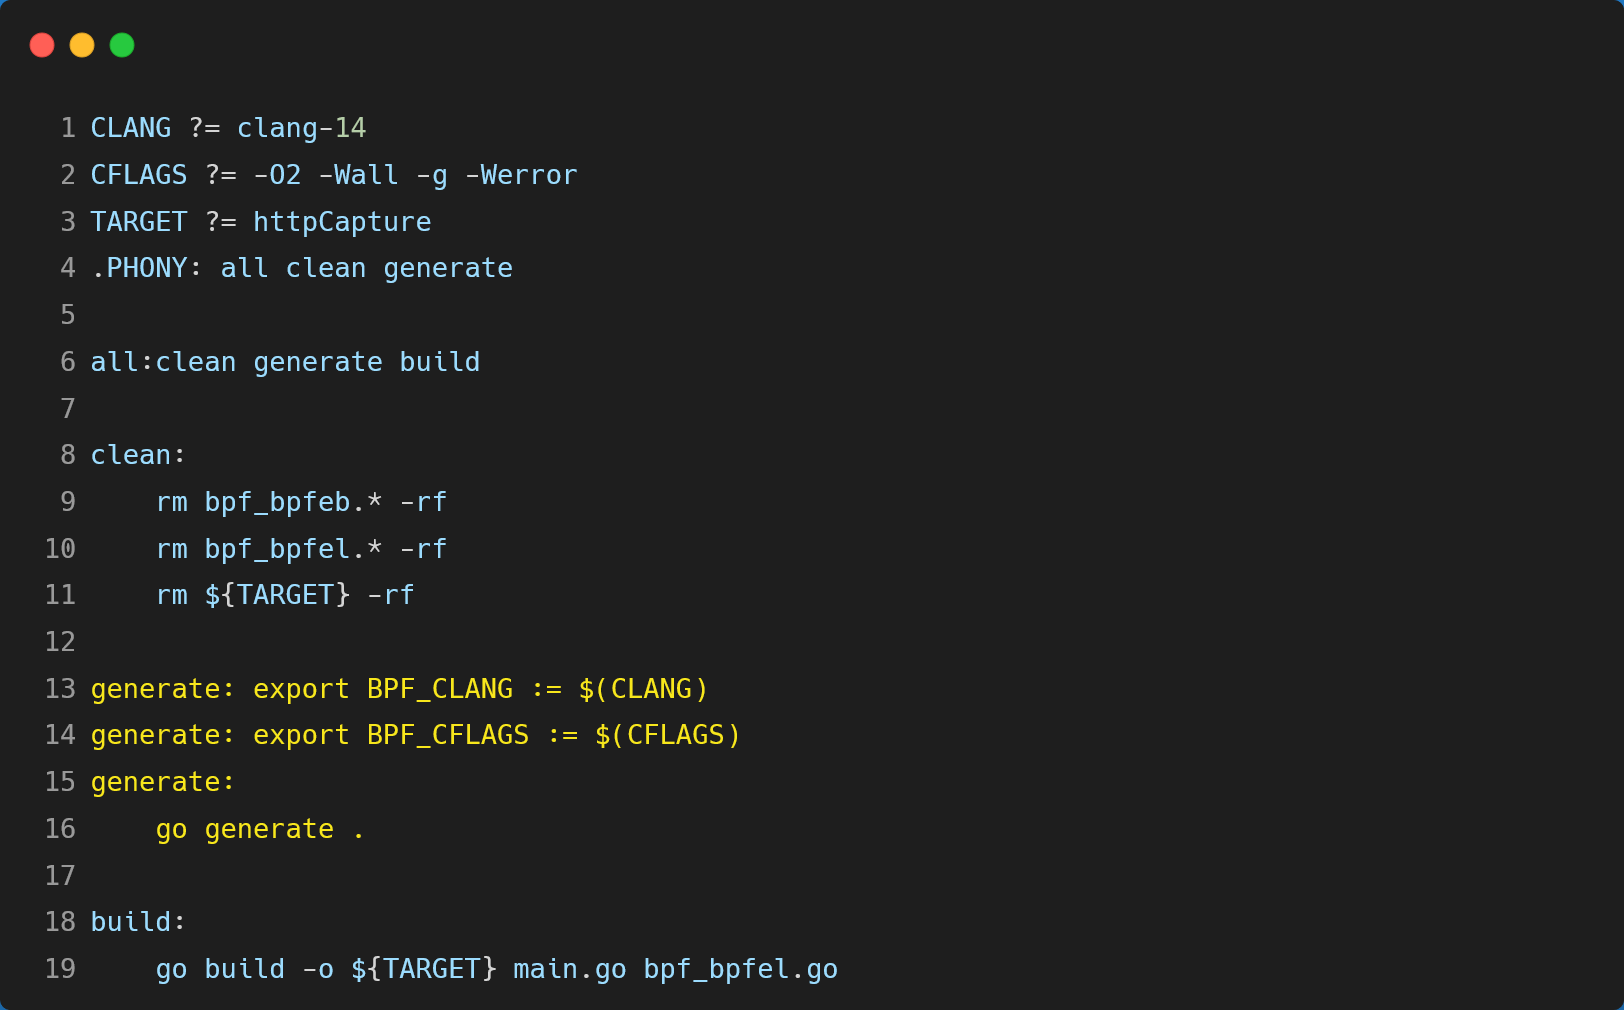 1 CLANG ?= clang-14
2 CFLAGS ?= -O2 -Wall -g -Werror
3 TARGET ?= httpCapture
4 .PHONY: all clean generate
5
6 all:clean generate build
7
8 clean:
9     rm bpf_bpfeb.* -rf
10     rm bpf_bpfel.* -rf
11     rm ${TARGET} -rf
12
13 generate: export BPF_CLANG := $(CLANG)
14 generate: export BPF_CFLAGS := $(CFLAGS)
15 generate:
16     go generate .
17
18 build:
19     go build -o ${TARGET} main.go bpf_bpfel.go